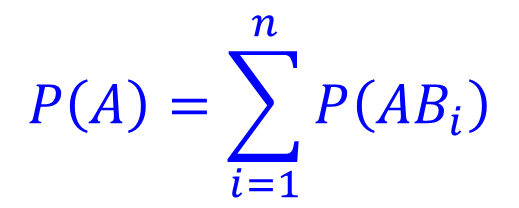 P(A) = \sum_{i=1}^{n} P(AB_i)